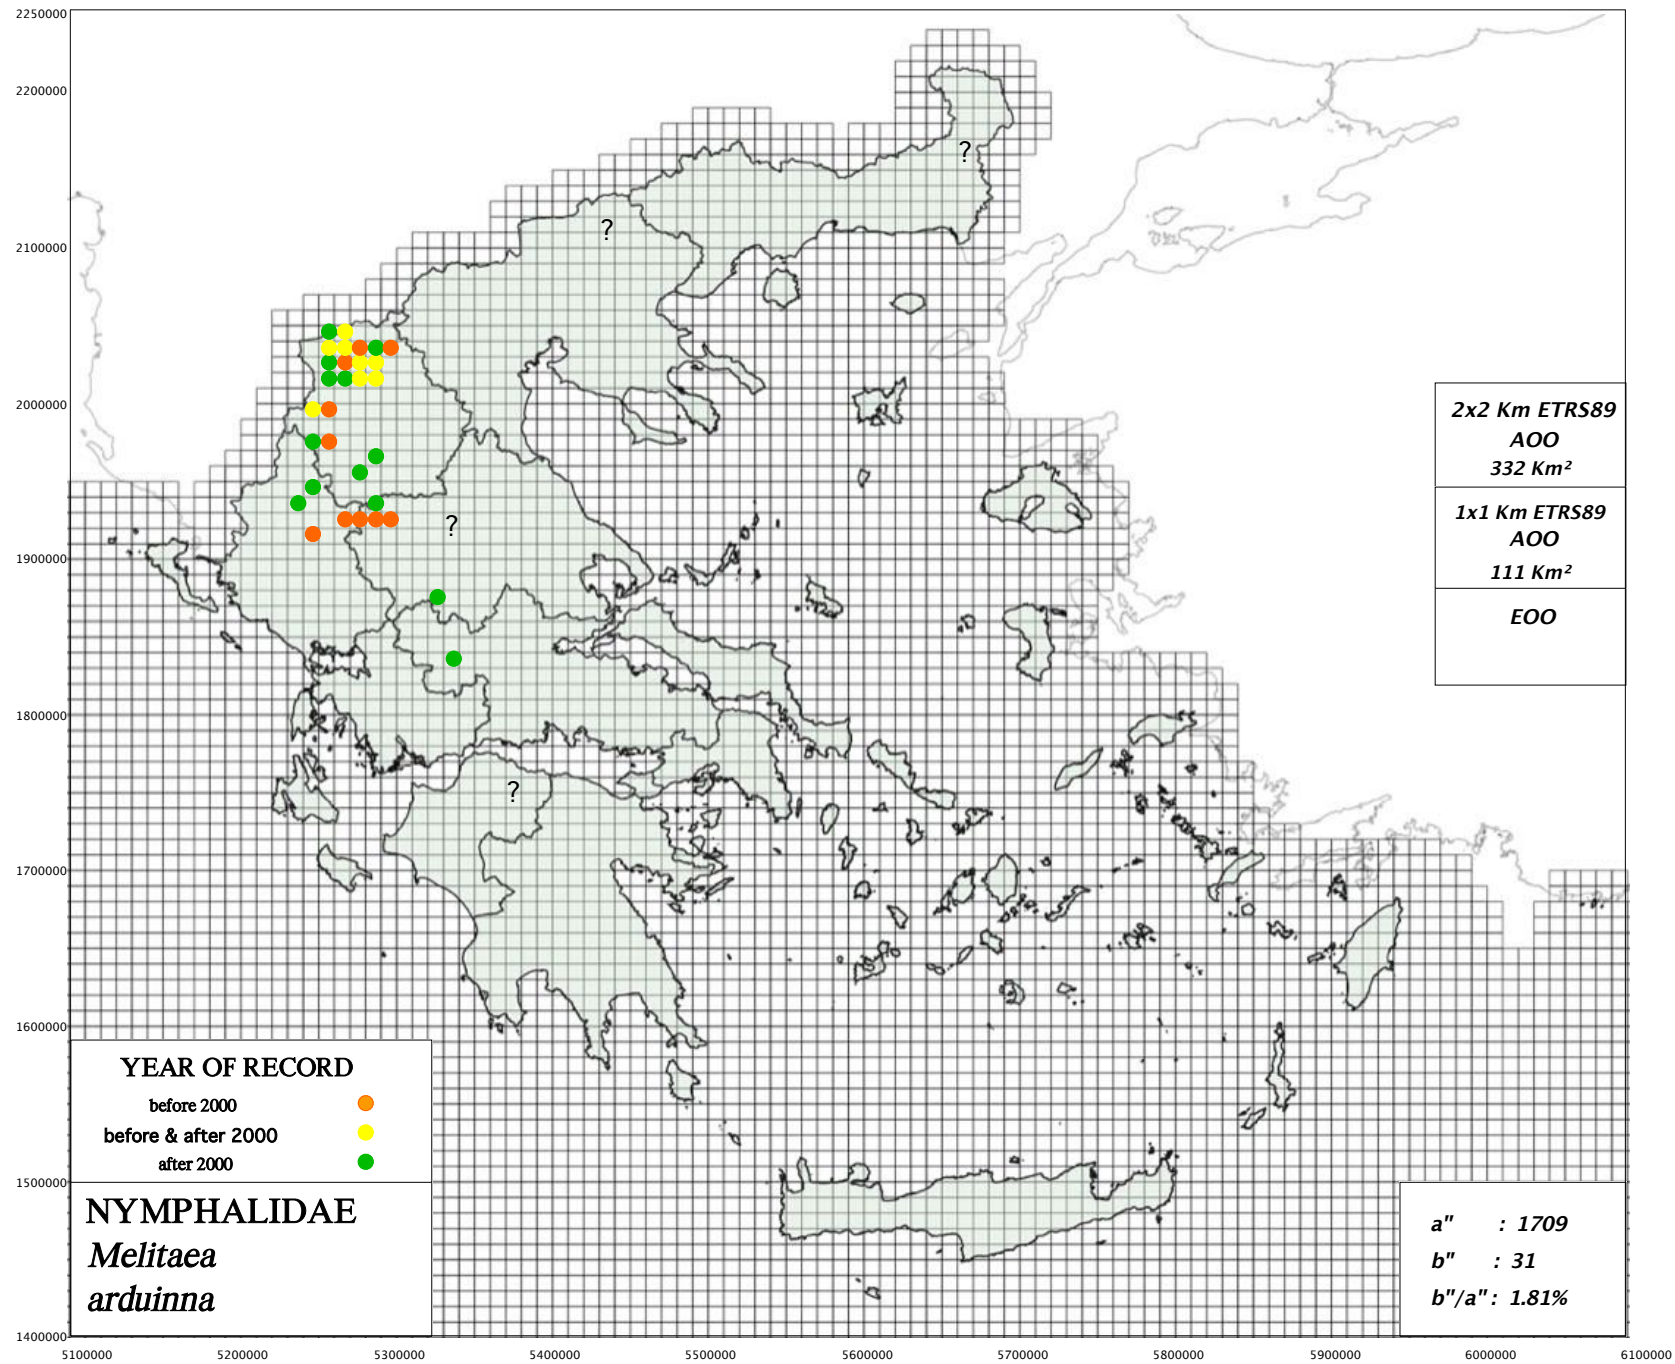 2250000
2200000
2100000
2000000
1900000
1800000
1700000
1600000
1500000
1400000
?
?
?
?
2x2 Km ETRS89
AOO
332 Km²
1x1 Km ETRS89
AOO
111 Km²
EOO
YEAR OF RECORD
before 2000
before & after 2000
after 2000
NYMPHALIDAE
Melitaea
arduinna
a" : 1709
b" : 31
b"/a" : 1.81%
5100000 5200000 5300000 5400000 5500000 5600000 5700000 5800000 5900000 6000000 6100000